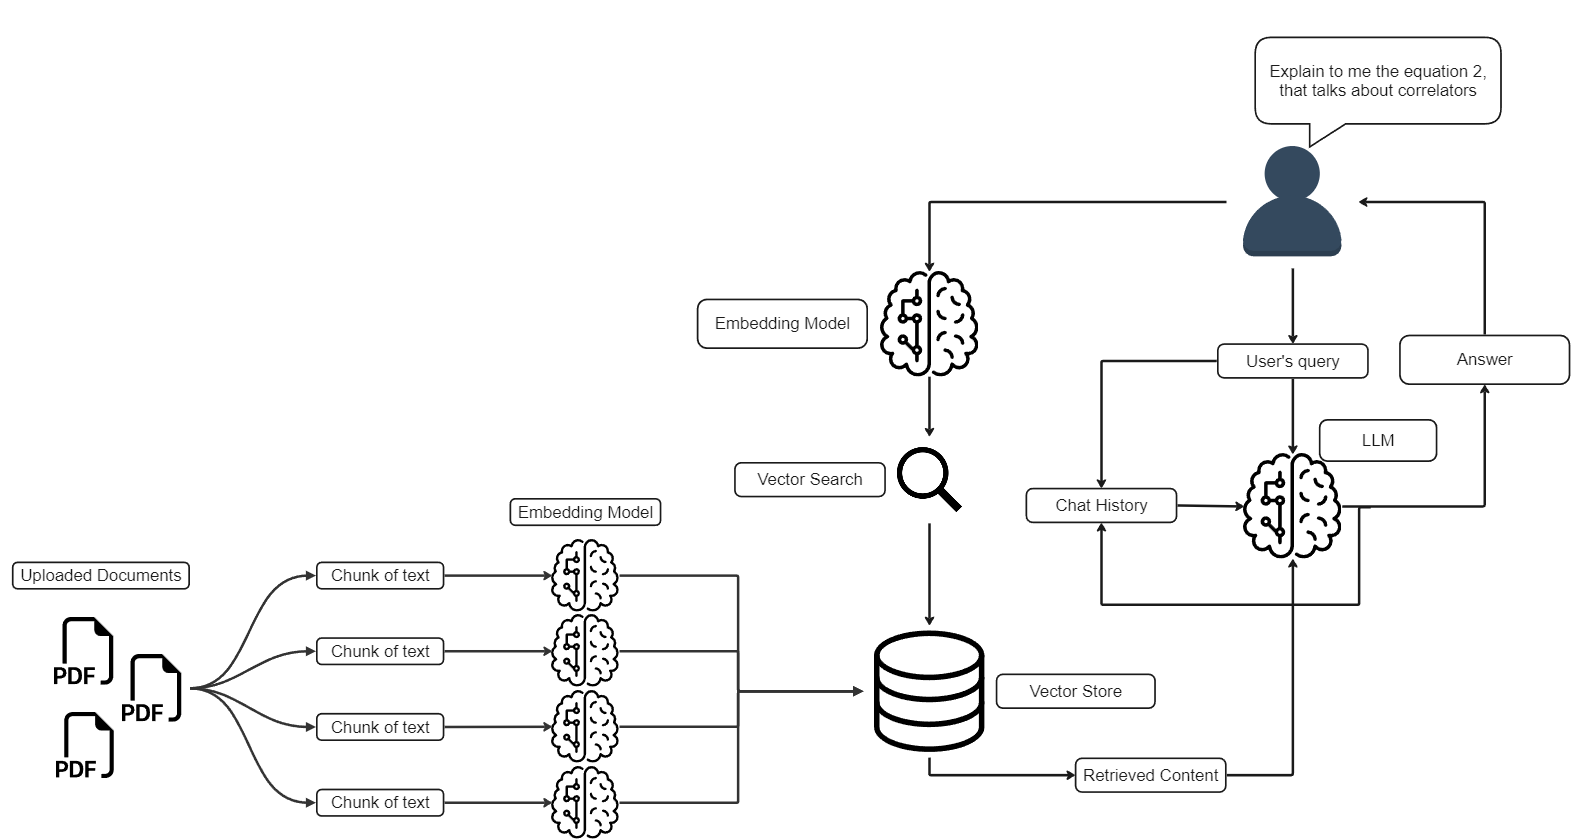 Explain to me the equation 2,
that talks about correlators
Embedding Model
User's query
Answer
LLM
Vector Search
Chat History
Embedding Model
Uploaded Documents
Chunk of text
PDF
Chunk of text
PDF
Vector Store
Chunk of text
PDF
Retrieved Content
Chunk of text